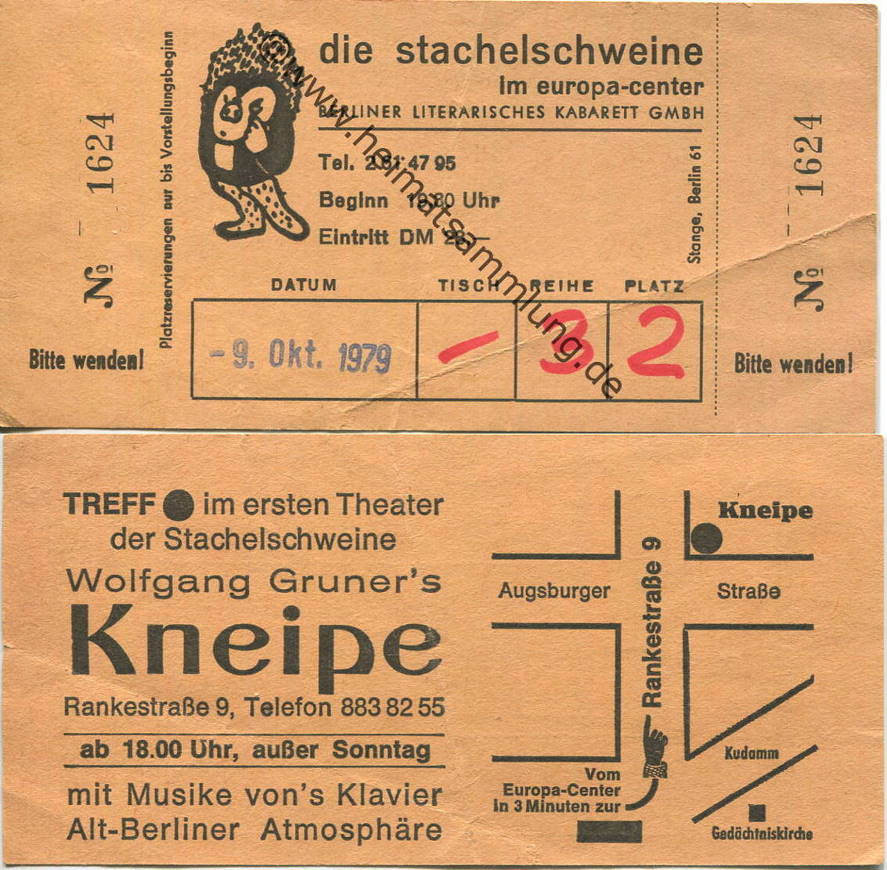 № 1624
Bitte wenden!
Platzreservierungen nur bis Vorstellungsbeginn
die stachelschweine
im europa-center
BERLINER LITERARISCHES KABARETT GMBH
Tel. 2 61 47 95
Beginn Uhr
Eintritt DM
Stange, Berlin 61
DATUM TISCH REIHE PLATZ
- 9. Okt. 1979 – 3 2
№ 1624
Bitte wenden!
©www.heimatsammlung.de
TREFF ● im ersten Theater
der Stachelschweine
Wolfgang Gruner's
Kneipe
Rankestraße 9, Telefon 883 82 55
ab 18.00 Uhr, außer Sonntag
mit Musike von's Klavier
Alt-Berliner Atmosphäre
Kneipe
Augsburger Straße
Rankestraße 9
Kudamm
Vom
Europa-Center
in 3 Minuten zur
Gedächtniskirche